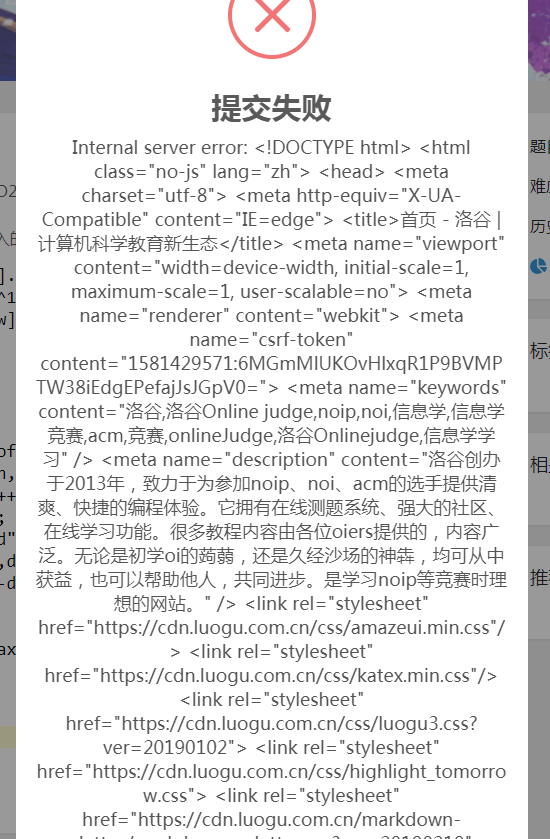 提交失败
Internal server error: <!DOCTYPE html> <html
class="no-js" lang="zh"> <head> <meta
charset="utf-8"> <meta http-equiv="X-UA-
Compatible" content="IE=edge"> <title>首页 - 洛谷 |
计算机科学教育新生态</title> <meta name="viewport"
content="width=device-width, initial-scale=1,
maximum-scale=1, user-scalable=no"> <meta
name="renderer" content="webkit"> <meta
name="csrf-token"
content="1581429571:6MGmMIUKOvHlxqR1P9BVMP
TW38iEdgEPefajJsJGpV0="> <meta name="keywords"
content="洛谷,洛谷Online judge,noip,noi,信息学,信息学
竞赛,acm,竞赛,onlineJudge,洛谷Onlinejudge,信息学学
习" /> <meta name="description" content="洛谷创办
于2013年，致力于为参加noip、noi、acm的选手提供清
爽、快捷的编程体验。它拥有在线测题系统、强大的社区、
在线学习功能。很多教程内容由各位oiers提供的，内容广
泛。无论是初学oi的蒟蒻，还是久经沙场的神犇，均可从中
获益，也可以帮助他人，共同进步。是学习noip等竞赛时理
想的网站。" /> <link rel="stylesheet"
href="https://cdn.luogu.com.cn/css/amazeui.min.css"/
> <link rel="stylesheet"
href="https://cdn.luogu.com.cn/css/katex.min.css"/>
<link rel="stylesheet"
href="https://cdn.luogu.com.cn/css/luogu3.css?
ver=20190102"> <link rel="stylesheet"
href="https://cdn.luogu.com.cn/css/highlight_tomorro
w.css"> <link rel="stylesheet"
href="https://cdn.luogu.com.cn/markdown-